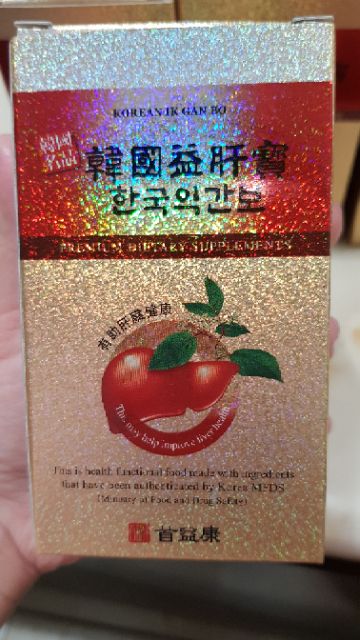 KOREAN IK GAN BO
韓國
韓國益肝寶
한국익간보
PREMIUM DIETARY SUPPLEMENTS
有助肝臟健康
This may help improve liver health
This is health functional food made with ingredients
that have been authenticated by Korea MFDS
(Ministry of Food and Drug Safety)
首益康